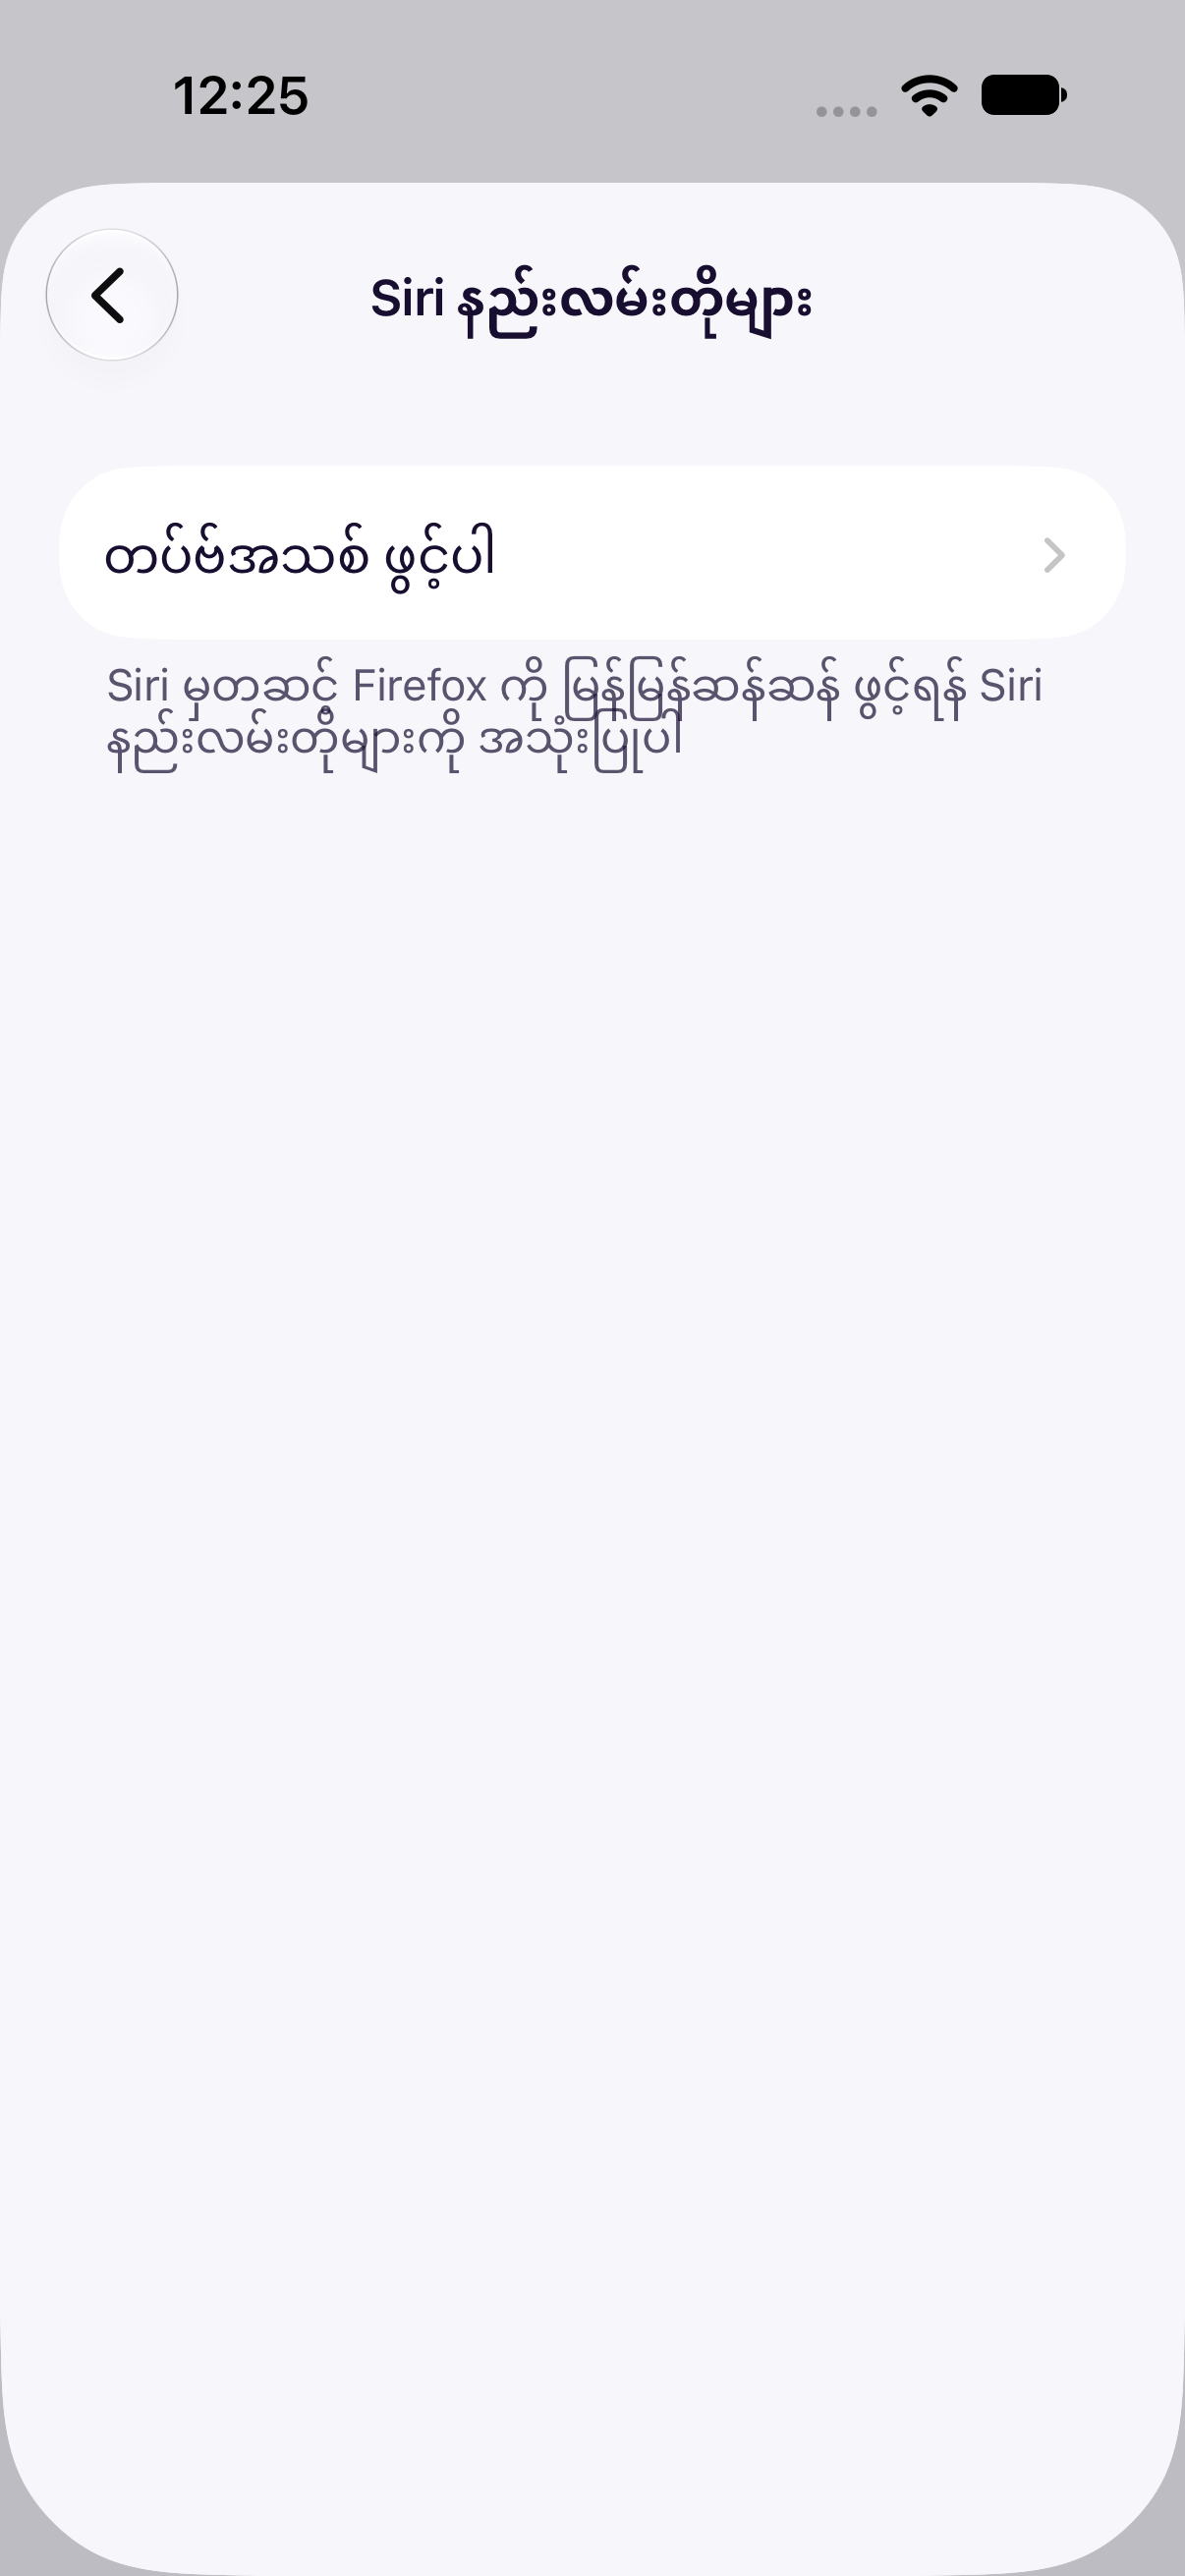 12:25
Siri နည်းလမ်းတိုများ
တပ်ဗ်အသစ် ဖွင့်ပါ
Siri မှတဆင့် Firefox ကို မြန်မြန်ဆန်ဆန် ဖွင့်ရန် Siri
နည်းလမ်းတိုများကို အသုံးပြုပါ